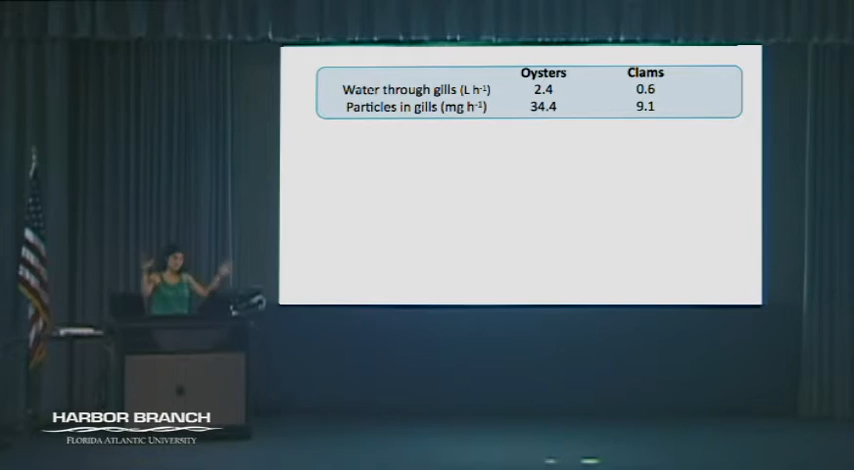 Oysters Clams
Water through gills (L h-1) 2.4 0.6
Particles in gills (mg h-1) 34.4 9.1
HARBOR BRANCH
FLORIDA ATLANTIC UNIVERSITY